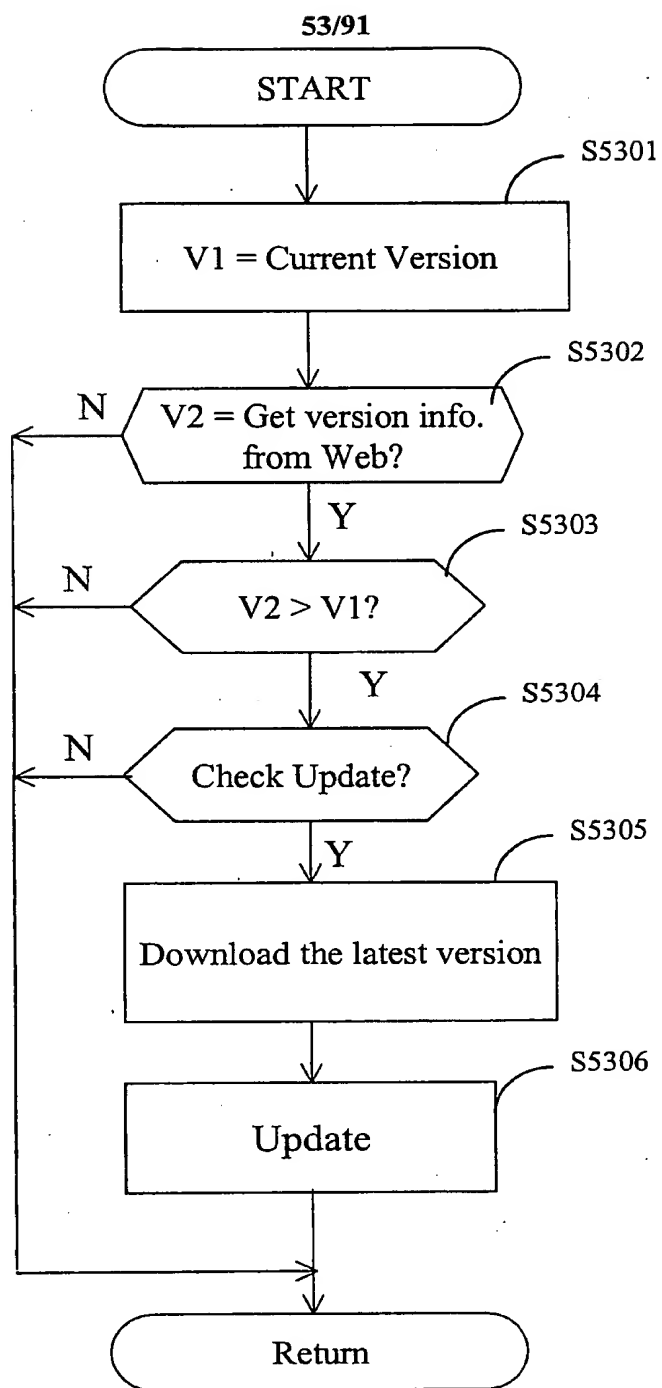 53/91
START
S5301
V1 = Current Version
S5302
N
V2 = Get version info.
from Web?
Y
S5303
N
V2 > V1?
Y
S5304
N
Check Update?
Y
S5305
Download the latest version
S5306
Update
Return